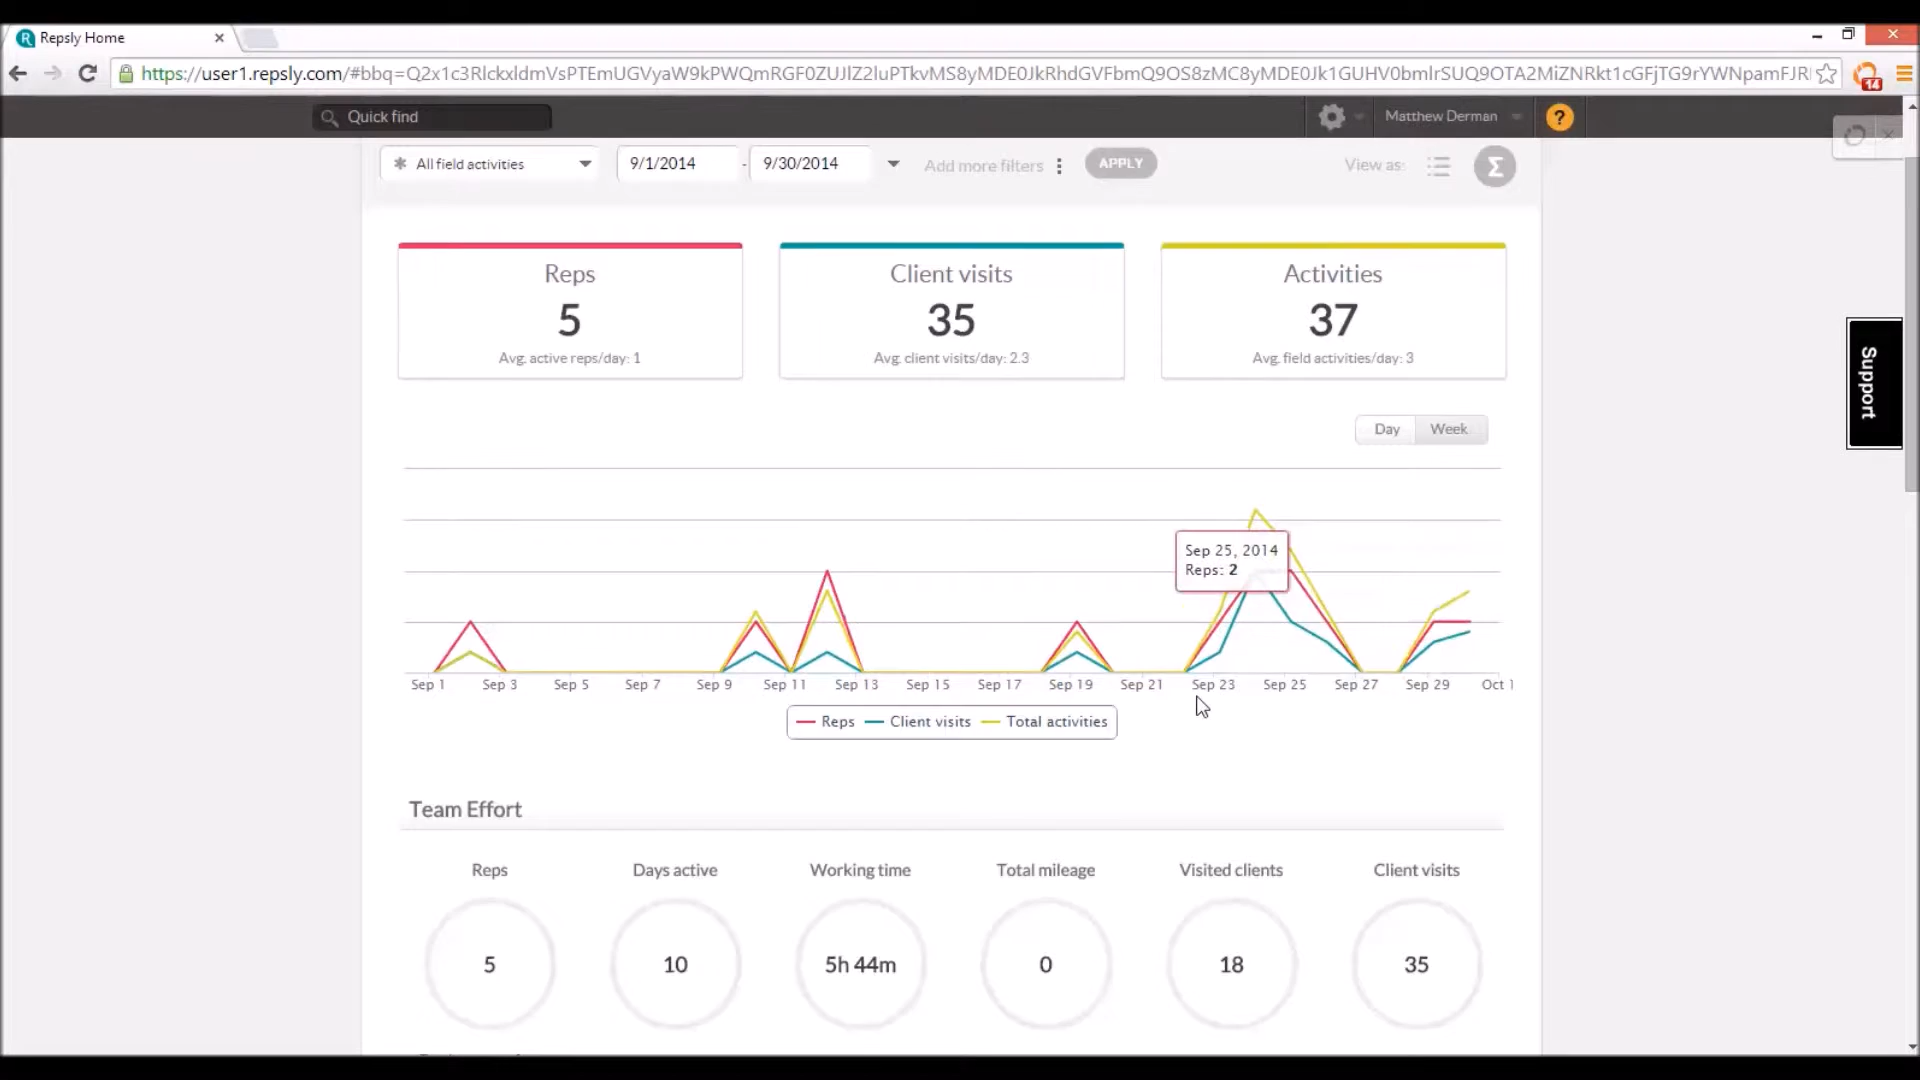 Repsly Home
https://user1.repsly.com/#bbq=Q2x1c3RlckxldmVsPTEmUGVyaW9kPWQmRGF0ZUJlZ2luPTkvMS8yMDE0JkRhdGVFbmQ9OS8zMC8yMDE0Jk1GUHV0bmlrSUQ9OTA2MiZNRkt1cGFjTG9rYWNpamFJR
14
Quick find
Matthew Derman
?
All field activities
9/1/2014 - 9/30/2014
Add more filters
APPLY
View as:
Σ
Reps
5
Avg. active reps/day: 1
Client visits
35
Avg. client visits/day: 2.3
Activities
37
Avg. field activities/day: 3
Support
Day Week
Sep 25, 2014
Reps: 2
Sep 1 Sep 3 Sep 5 Sep 7 Sep 9 Sep 11 Sep 13 Sep 15 Sep 17 Sep 19 Sep 21 Sep 23 Sep 25 Sep 27 Sep 29 Oct 1
Reps Client visits Total activities
Team Effort
Reps Days active Working time Total mileage Visited clients Client visits
5 10 5h 44m 0 18 35